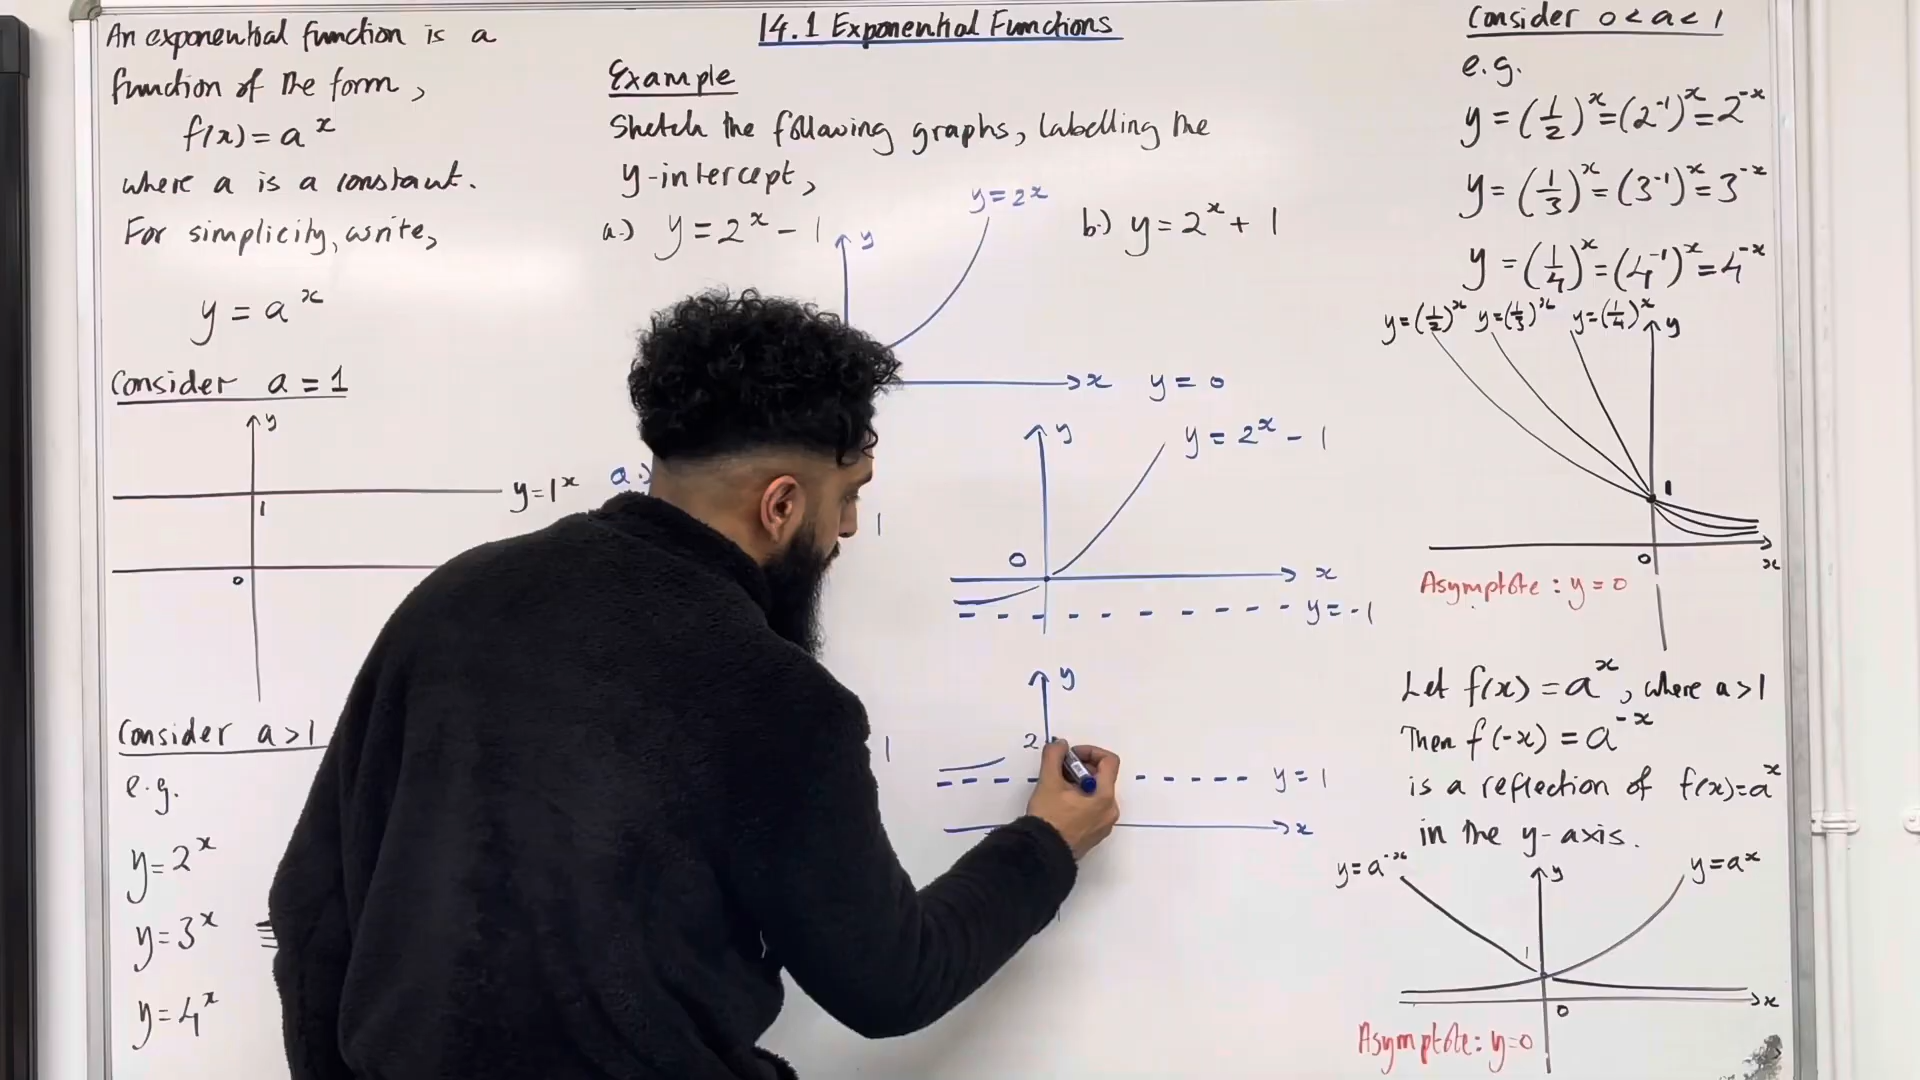 14.1 Exponential Functions
An exponential function is a
function of the form,
f(x) = a^x
where a is a constant.
For simplicity, write,
y = a^x
Consider a = 1
y
1
y = 1^x
0
Consider a > 1
e.g.
y = 2^x
y = 3^x
y = 4^x
Example
Sketch the following graphs, labelling the
y-intercept,
a.) y = 2^x - 1
b.) y = 2^x + 1
y = 2^x
y
x
y = 0
a.)
1
y
y = 2^x - 1
0
x
y = -1
1
y
2
y = 1
x
Consider 0 < a < 1
e.g.
y = (1/2)^x = (2^-1)^x = 2^-x
y = (1/3)^x = (3^-1)^x = 3^-x
y = (1/4)^x = (4^-1)^x = 4^-x
y = (1/2)^x y = (1/3)^x y = (1/4)^x
y
1
0
x
Asymptote : y = 0
Let f(x) = a^x, where a > 1
Then f(-x) = a^-x
is a reflection of f(x) = a^x
in the y-axis.
y = a^-x
y
y = a^x
1
0
x
Asymptote: y = 0